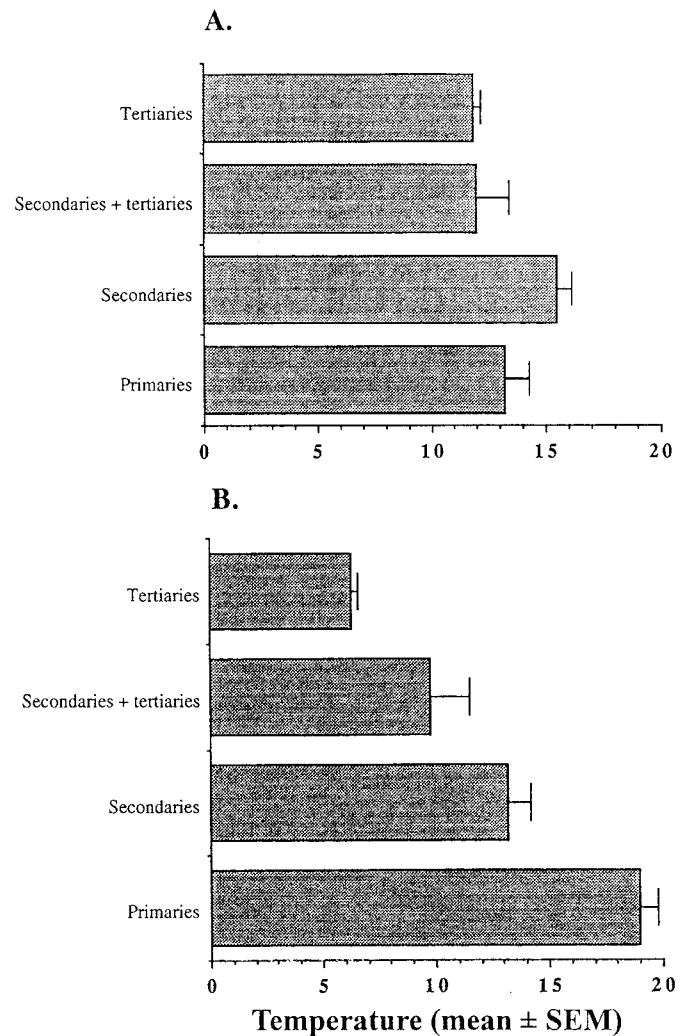 A.
Tertiaries
Secondaries + tertiaries
Secondaries
Primaries
0 5 10 15 20
B.
Tertiaries
Secondaries + tertiaries
Secondaries
Primaries
0 5 10 15 20
Temperature (mean ± SEM)